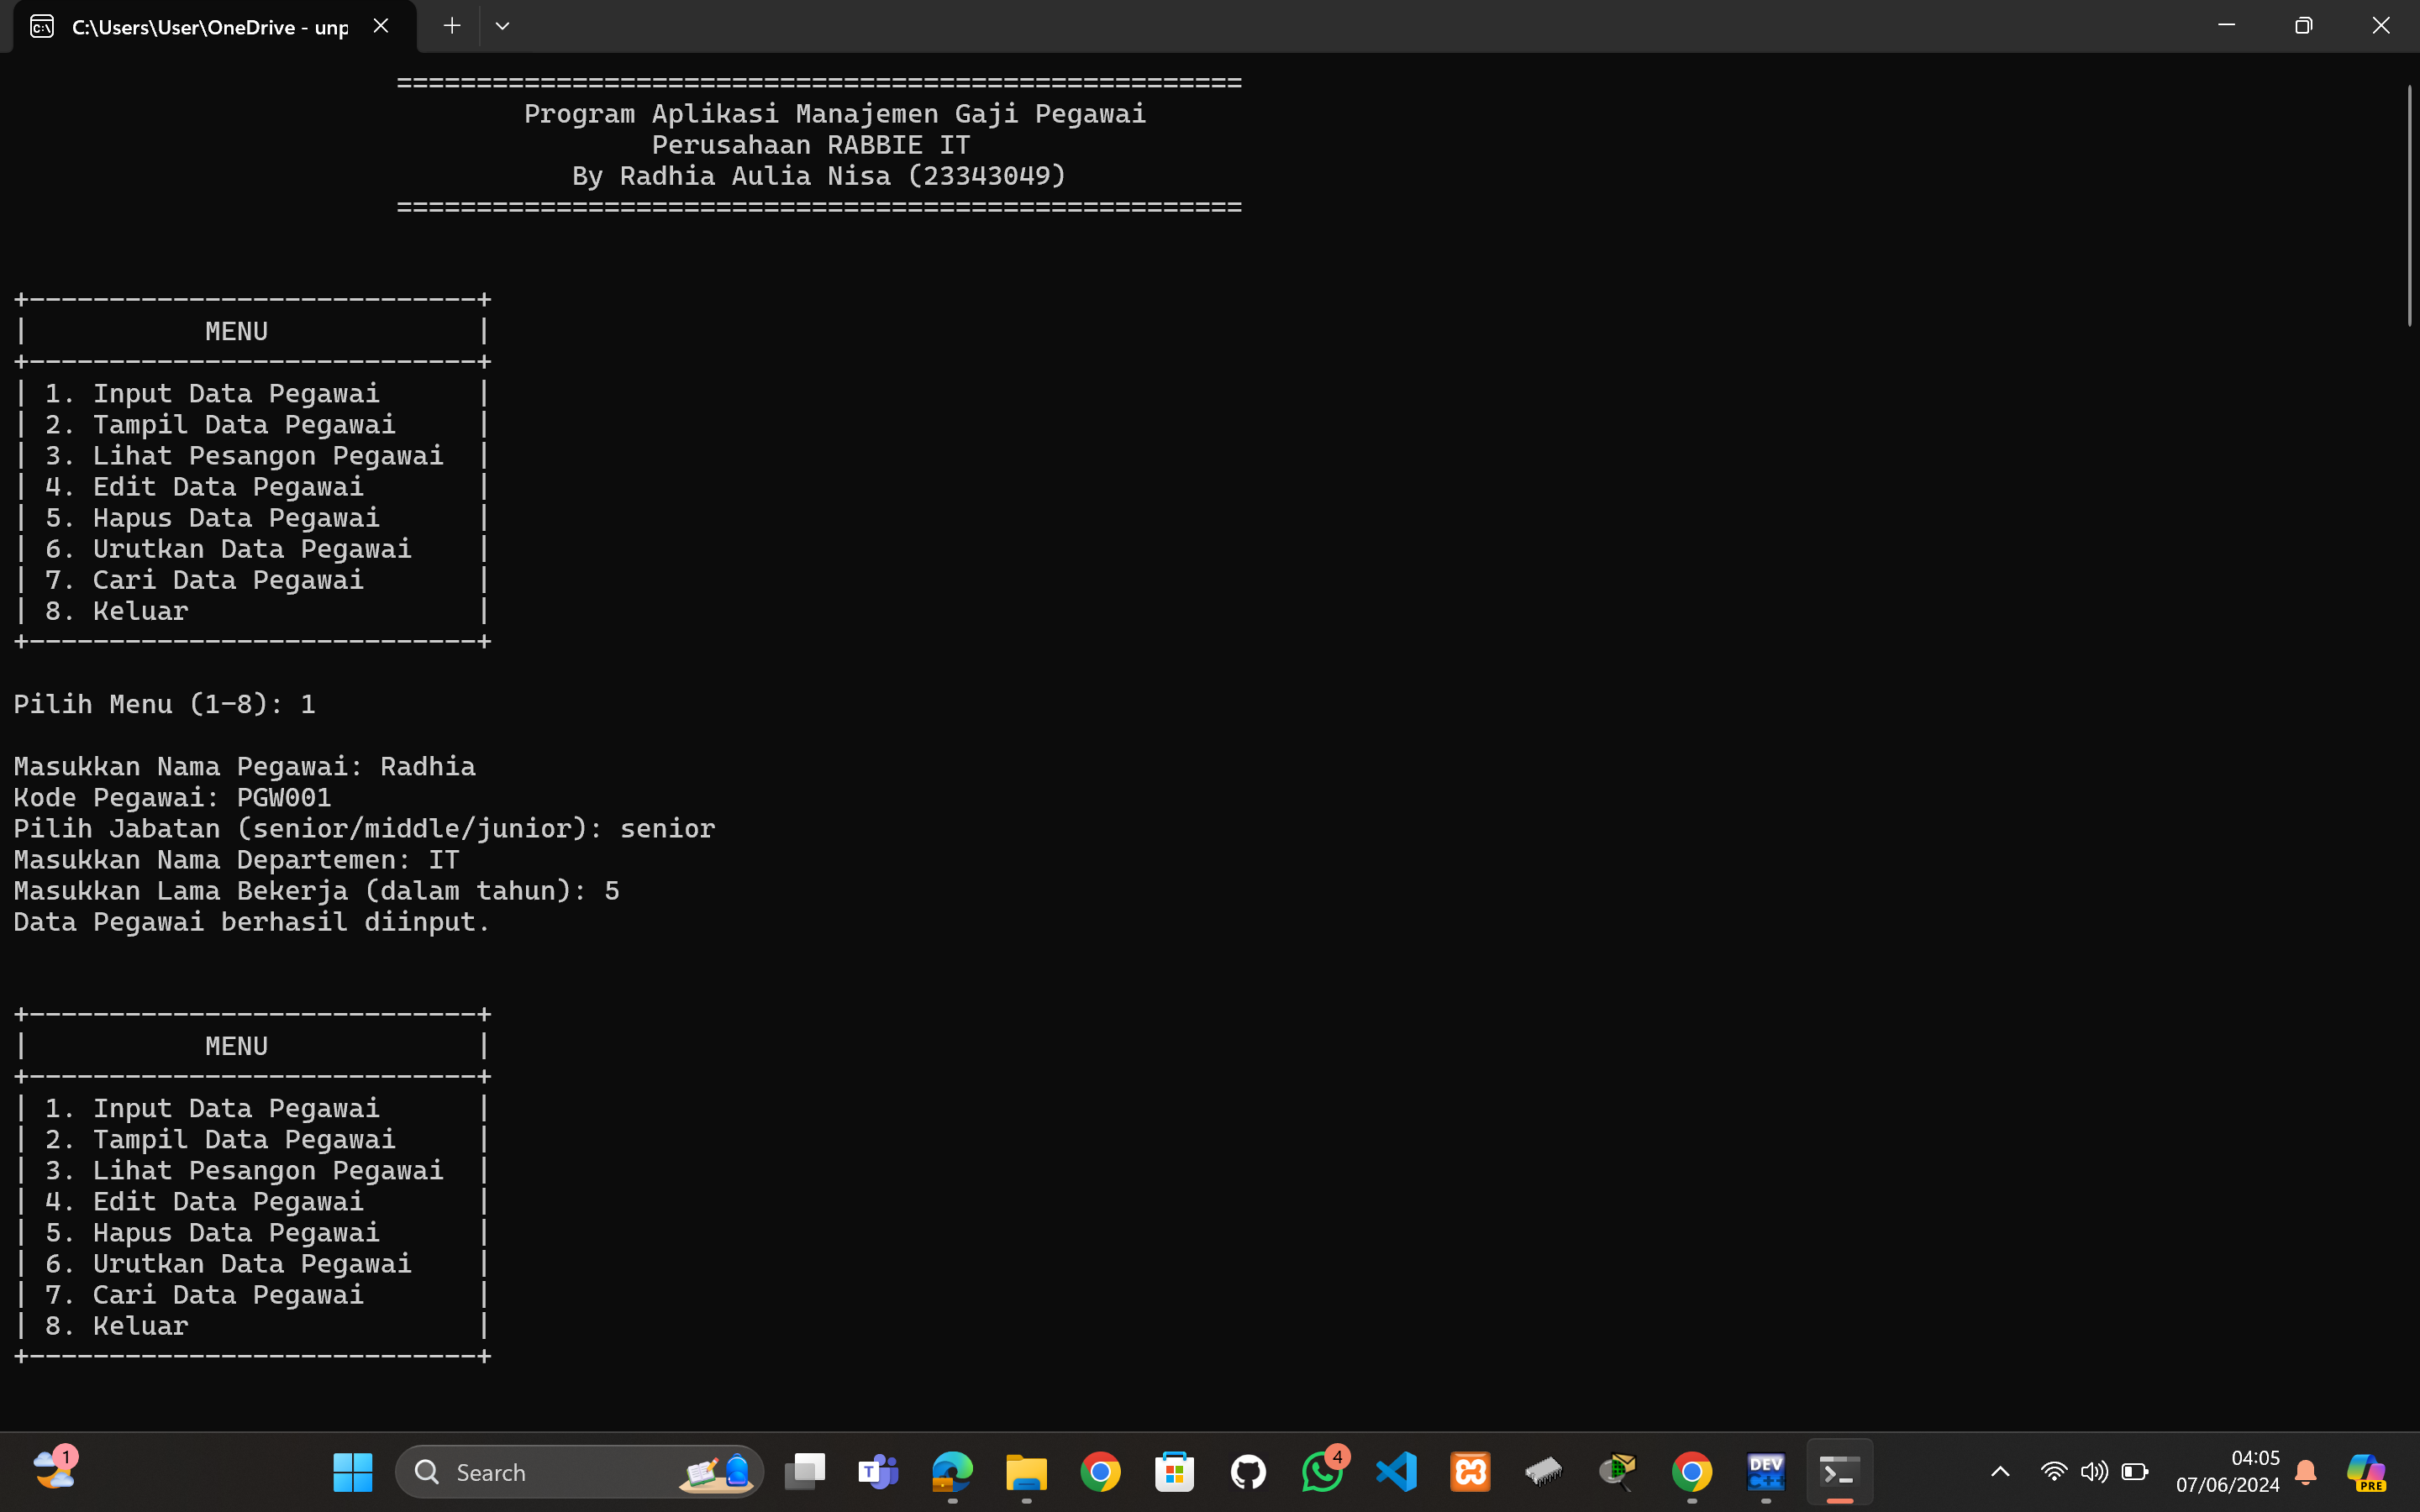 C:\Users\User\OneDrive - unp
=====================================================
Program Aplikasi Manajemen Gaji Pegawai
Perusahaan RABBIE IT
By Radhia Aulia Nisa (23343049)
=====================================================
+----------------------------+
| MENU |
+----------------------------+
| 1. Input Data Pegawai |
| 2. Tampil Data Pegawai |
| 3. Lihat Pesangon Pegawai |
| 4. Edit Data Pegawai |
| 5. Hapus Data Pegawai |
| 6. Urutkan Data Pegawai |
| 7. Cari Data Pegawai |
| 8. Keluar |
+----------------------------+
Pilih Menu (1-8): 1
Masukkan Nama Pegawai: Radhia
Kode Pegawai: PGW001
Pilih Jabatan (senior/middle/junior): senior
Masukkan Nama Departemen: IT
Masukkan Lama Bekerja (dalam tahun): 5
Data Pegawai berhasil diinput.
+----------------------------+
| MENU |
+----------------------------+
| 1. Input Data Pegawai |
| 2. Tampil Data Pegawai |
| 3. Lihat Pesangon Pegawai |
| 4. Edit Data Pegawai |
| 5. Hapus Data Pegawai |
| 6. Urutkan Data Pegawai |
| 7. Cari Data Pegawai |
| 8. Keluar |
+----------------------------+
1
Search
T
4
DEV C++
04:05
07/06/2024
PRE